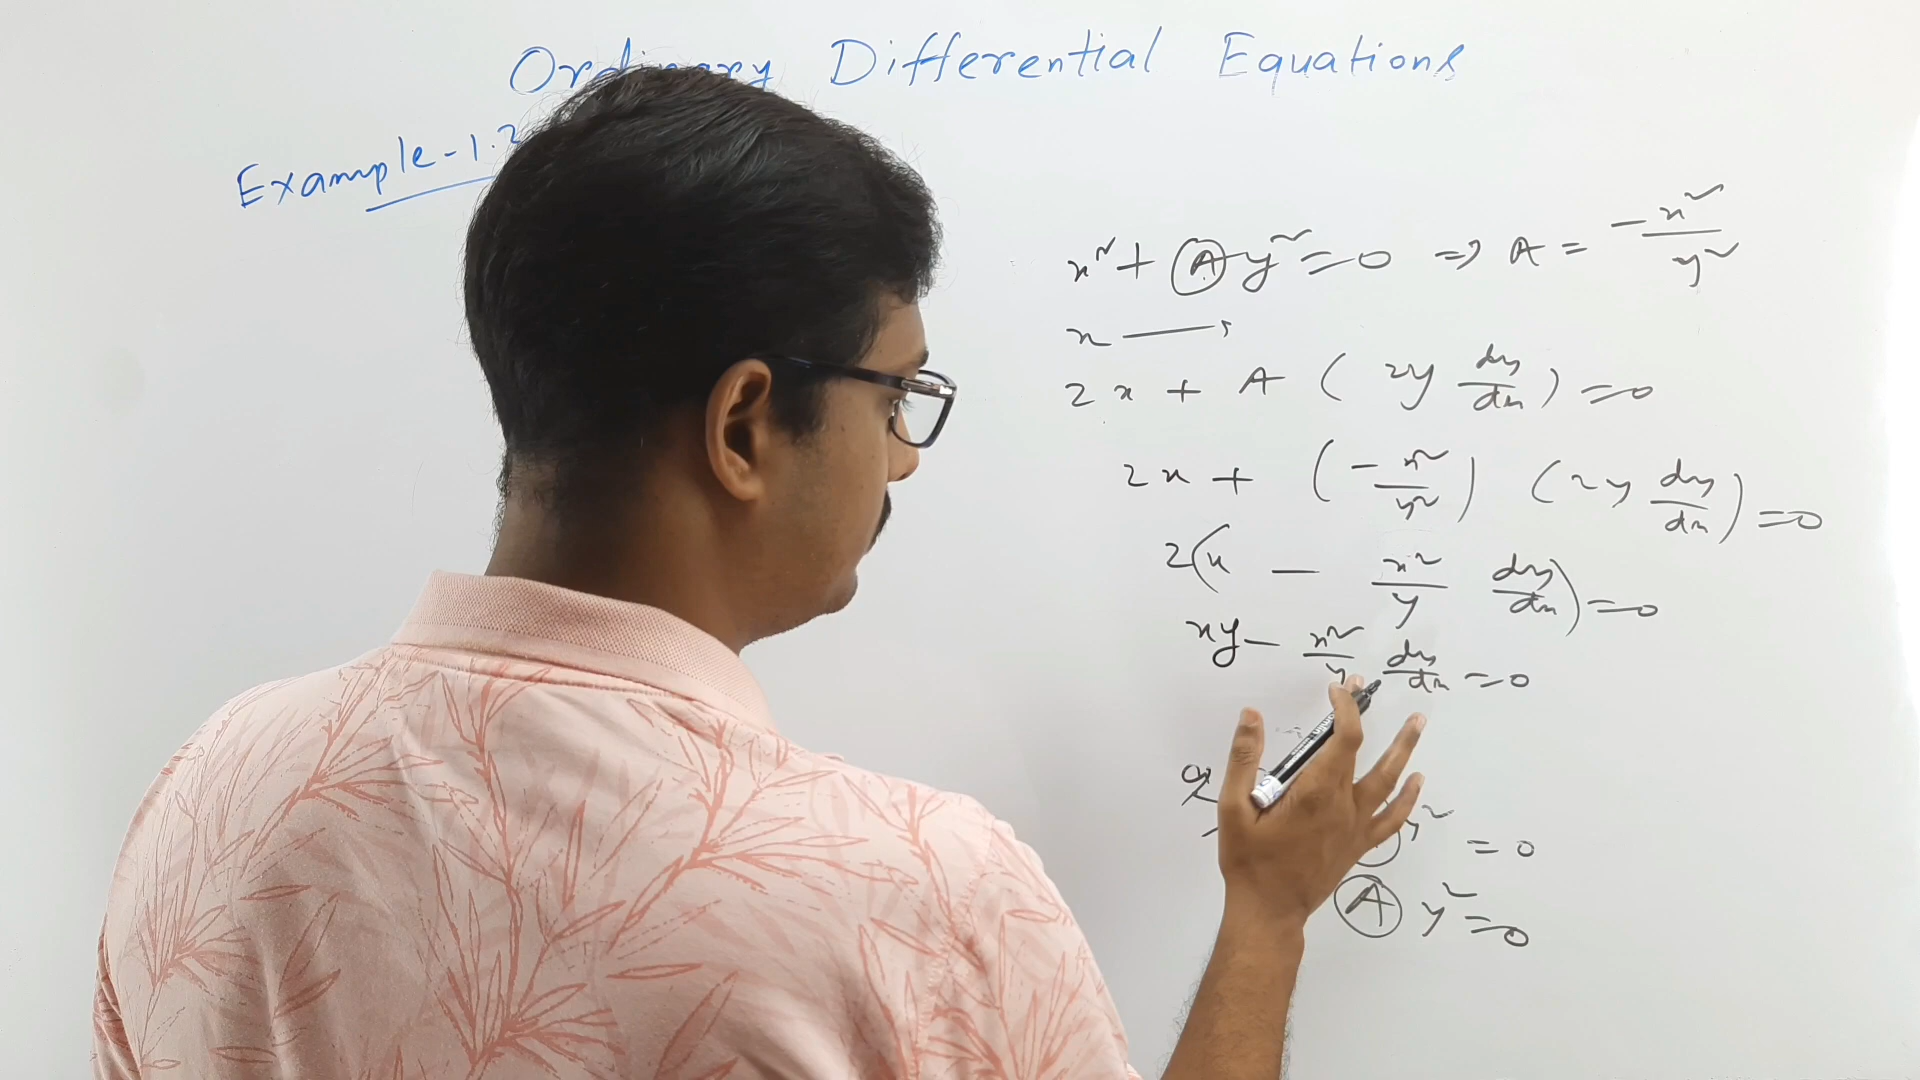 Ordinary Differential Equations
Example-1.2
x² + A y² = 0 ⇒ A = -x²/y²
x →
2x + A ( 2y dy/dx ) = 0
2x + ( -x²/y² ) ( 2y dy/dx ) = 0
2(x - x²/y dy/dx) = 0
xy - x²/y dy/dx = 0
y² = 0
A y² = 0